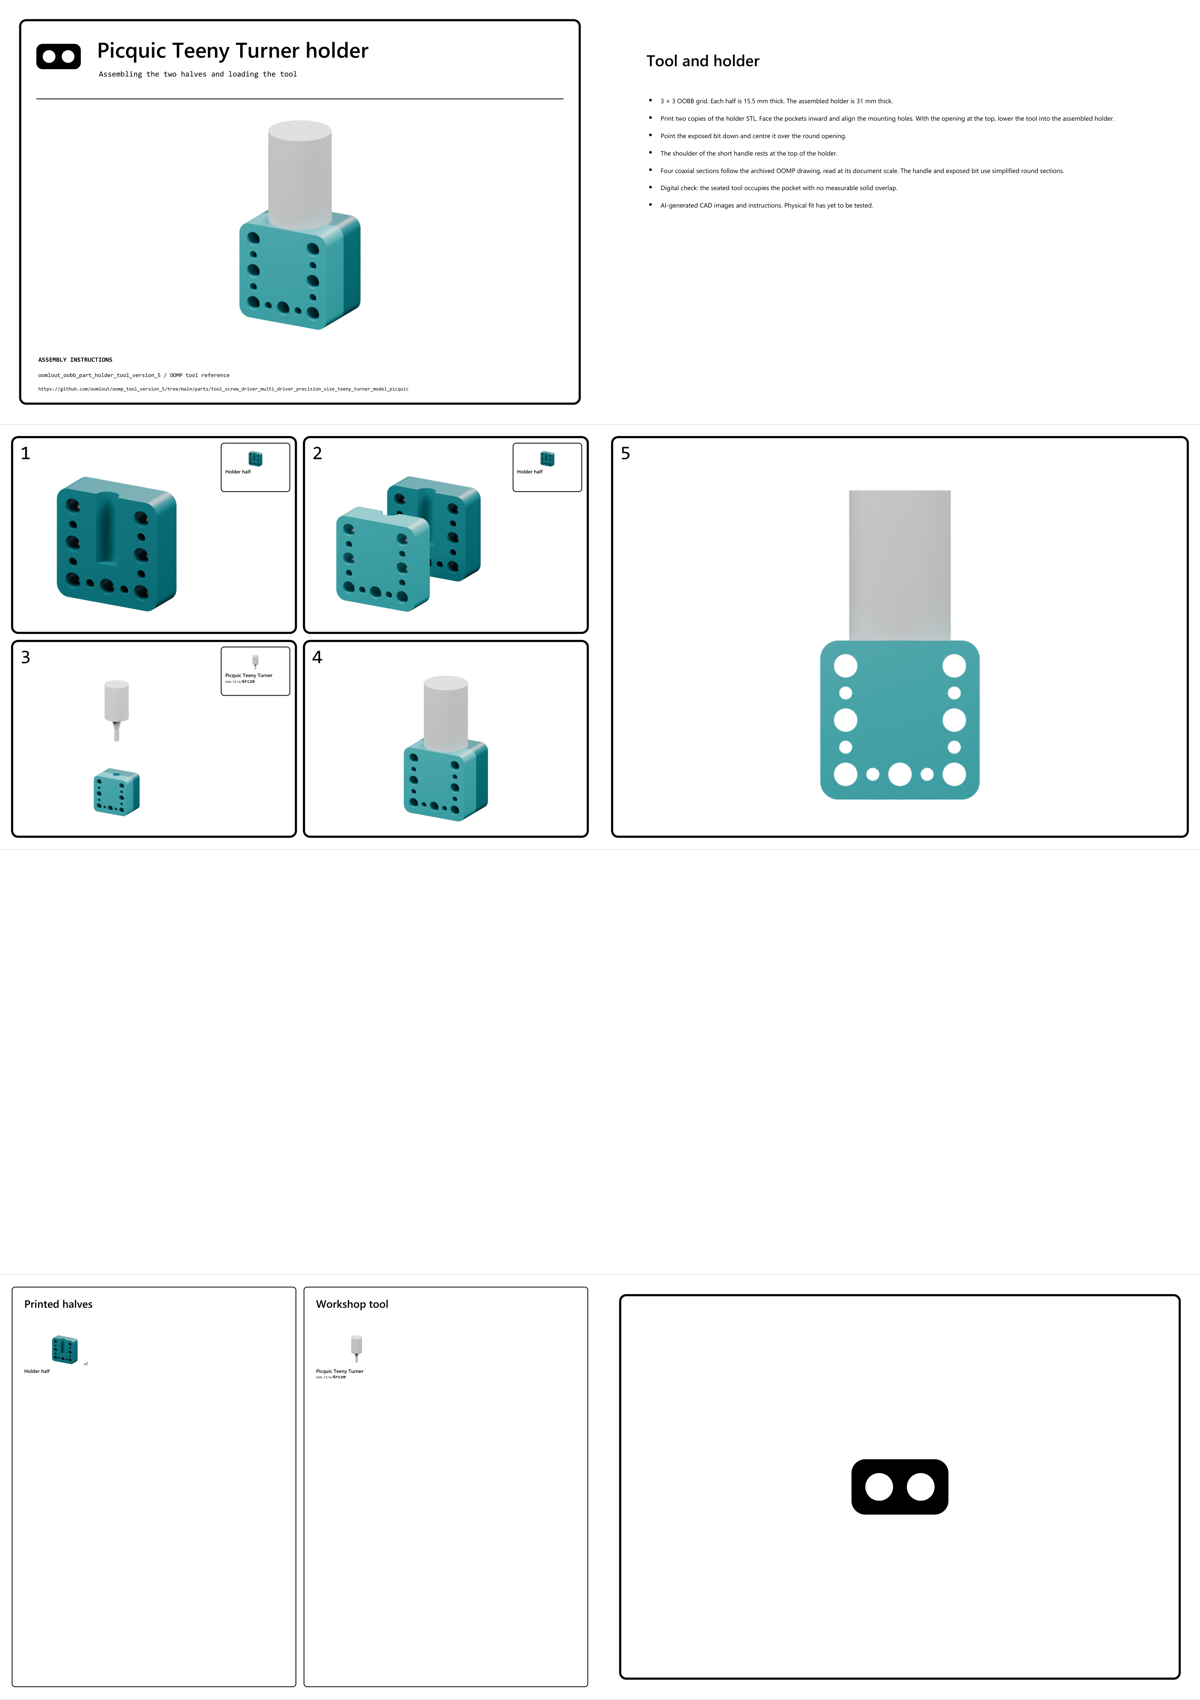 Picquic Teeny Turner holder
Assembling the two halves and loading the tool
ASSEMBLY INSTRUCTIONS
oomlout_oobb_part_holder_tool_version_5 / OOMP tool reference
https://github.com/oomlout/oomp_tool_version_5/tree/main/parts/tool_screw_driver_multi_driver_precision_size_teeny_turner_model_picquic
Tool and holder
• 3 × 3 OOBB grid. Each half is 15.5 mm thick. The assembled holder is 31 mm thick.
• Print two copies of the holder STL. Face the pockets inward and align the mounting holes. With the opening at the top, lower the tool into the assembled holder.
• Point the exposed bit down and centre it over the round opening.
• The shoulder of the short handle rests at the top of the holder.
• Four coaxial sections follow the archived OOMP drawing, read at its document scale. The handle and exposed bit use simplified round sections.
• Digital check: the seated tool occupies the pocket with no measurable solid overlap.
• AI-generated CAD images and instructions. Physical fit has yet to be tested.
1
Holder half
2
Holder half
3
Picquic Teeny Turner
4
5
Printed halves
x2
Holder half
Workshop tool
Picquic Teeny Turner